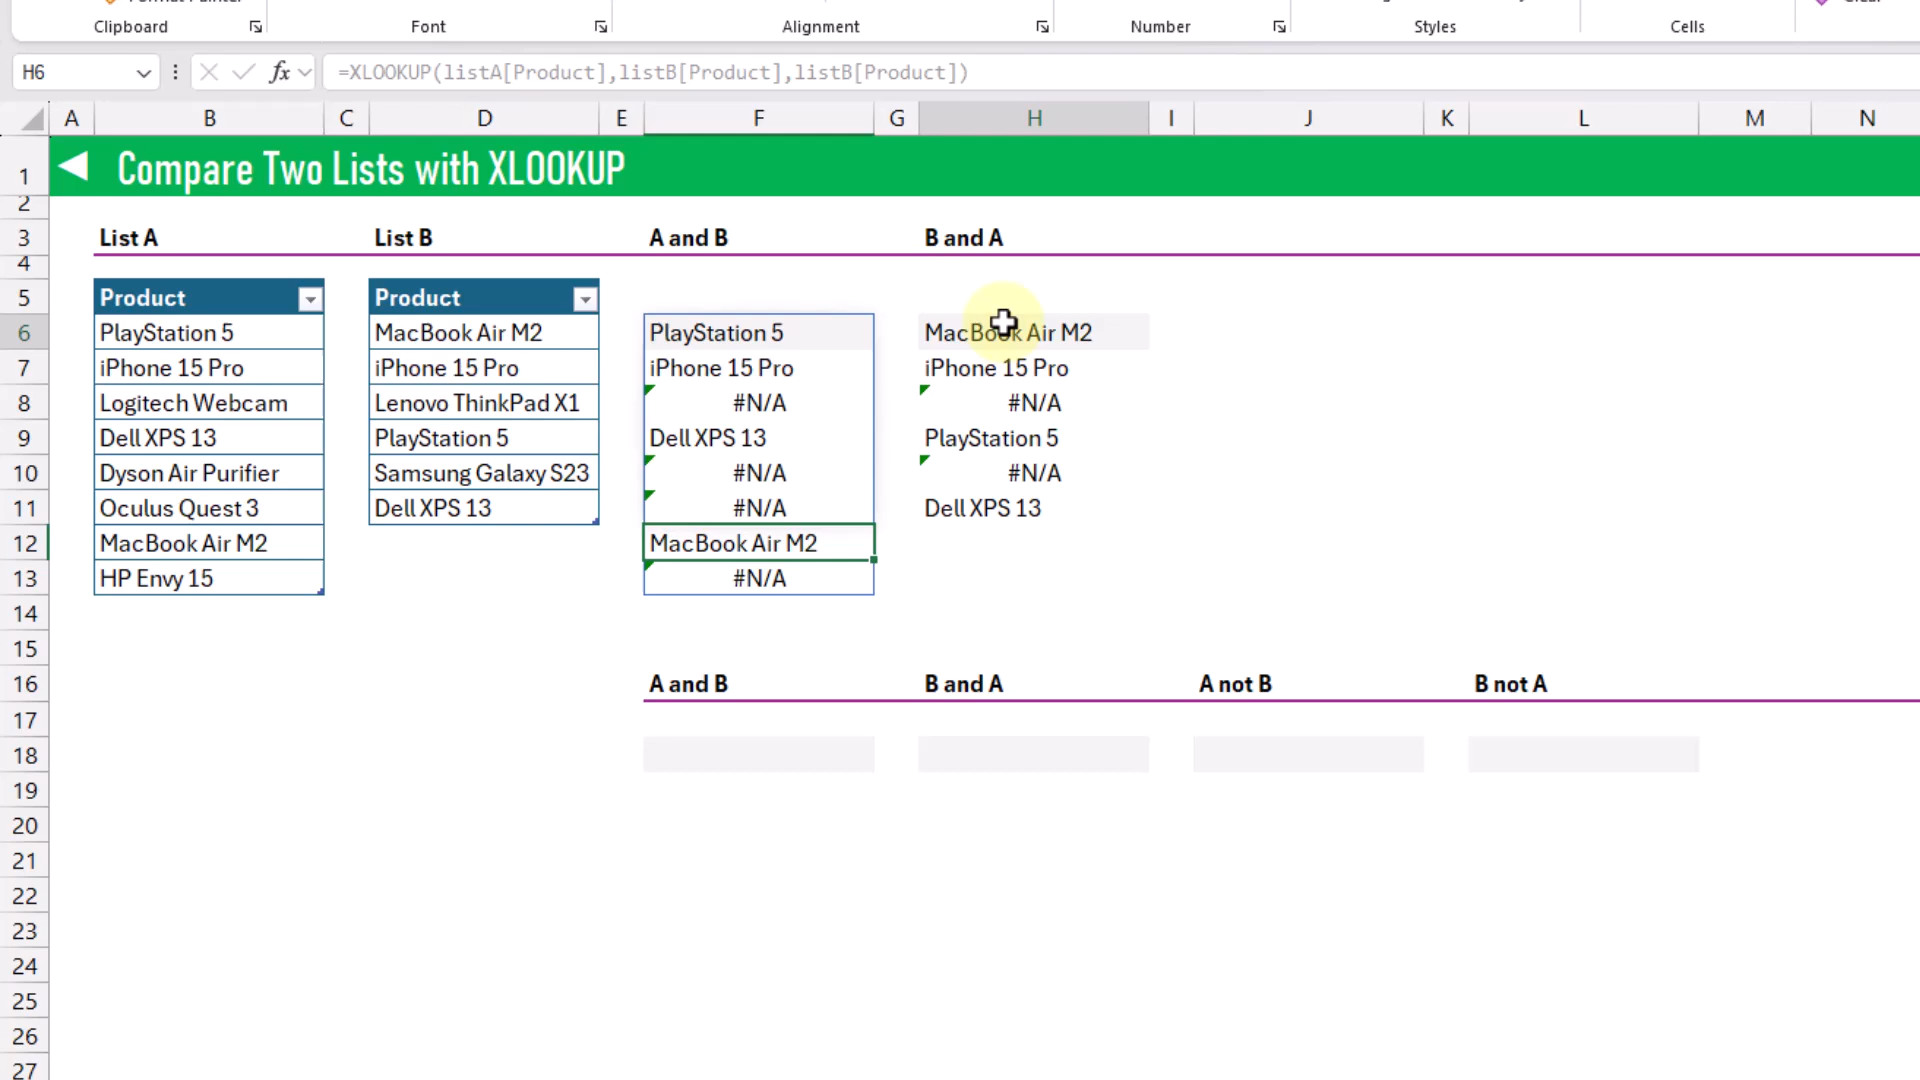 Clipboard Font Alignment Number Styles Cells
H6 fx =XLOOKUP(listA[Product],listB[Product],listB[Product])
A B C D E F G H I J K L M N
1 Compare Two Lists with XLOOKUP
2
3 List A List B A and B B and A
4
5 Product Product
6 PlayStation 5 MacBook Air M2 PlayStation 5 MacBook Air M2
7 iPhone 15 Pro iPhone 15 Pro iPhone 15 Pro iPhone 15 Pro
8 Logitech Webcam Lenovo ThinkPad X1 #N/A #N/A
9 Dell XPS 13 PlayStation 5 Dell XPS 13 PlayStation 5
10 Dyson Air Purifier Samsung Galaxy S23 #N/A #N/A
11 Oculus Quest 3 Dell XPS 13 #N/A Dell XPS 13
12 MacBook Air M2 MacBook Air M2
13 HP Envy 15 #N/A
14
15
16 A and B B and A A not B B not A
17
18
19
20
21
22
23
24
25
26
27